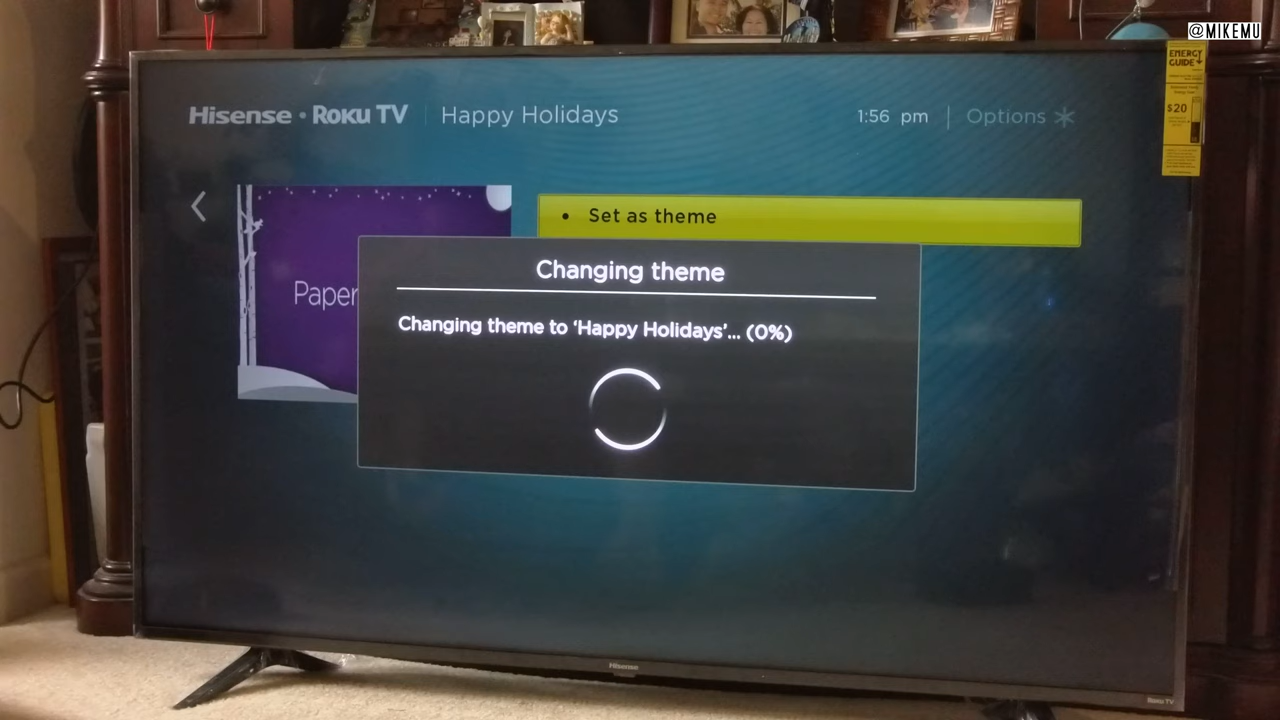 @MIKEMU
ENERGY
GUIDE
$20
Hisense • Roku TV | Happy Holidays
1:56 pm | Options
• Set as theme
Paper
Changing theme
Changing theme to ‘Happy Holidays’... (0%)
Hisense
Roku TV